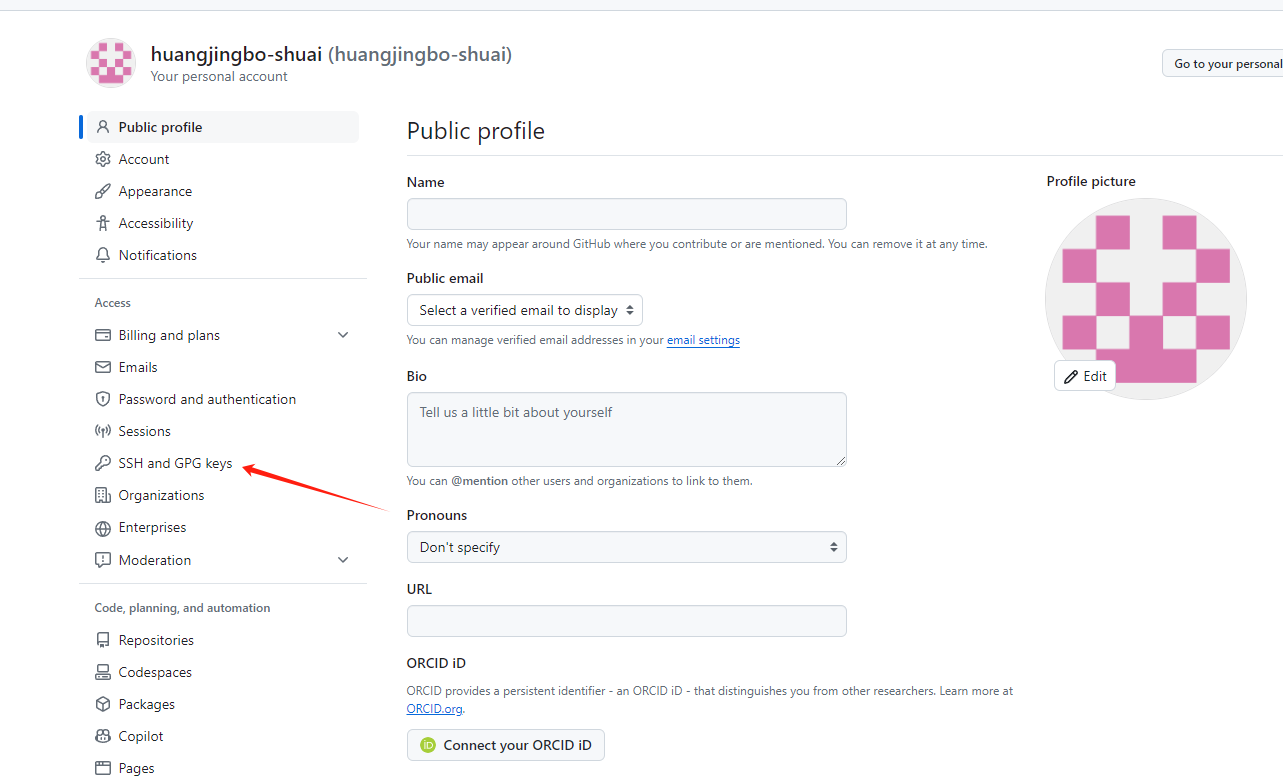 huangjingbo-shuai (huangjingbo-shuai)
Your personal account
Go to your personal
Public profile
Account
Appearance
Accessibility
Notifications
Access
Billing and plans
Emails
Password and authentication
Sessions
SSH and GPG keys
Organizations
Enterprises
Moderation
Code, planning, and automation
Repositories
Codespaces
Packages
Copilot
Pages
Public profile
Name
Your name may appear around GitHub where you contribute or are mentioned. You can remove it at any time.
Public email
Select a verified email to display
You can manage verified email addresses in your email settings
Bio
Tell us a little bit about yourself
You can @mention other users and organizations to link to them.
Pronouns
Don't specify
URL
ORCID iD
ORCID provides a persistent identifier - an ORCID iD - that distinguishes you from other researchers. Learn more at
ORCID.org.
iD Connect your ORCID iD
Profile picture
Edit